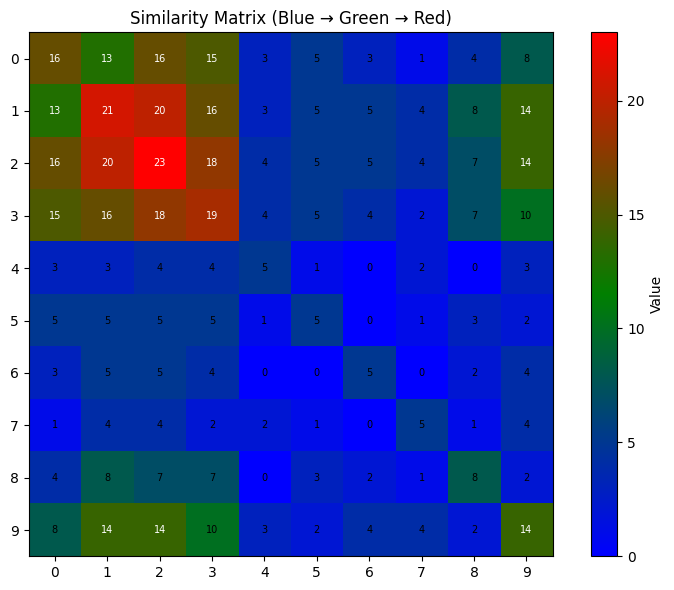 Similarity Matrix (Blue → Green → Red)
0 16 13 16 15 3 5 3 1 4 8
1 13 21 20 16 3 5 5 4 8 14
2 16 20 23 18 4 5 5 4 7 14
3 15 16 18 19 4 5 4 2 7 10
4 3 3 4 4 5 1 0 2 0 3
5 5 5 5 5 1 5 0 1 3 2
6 3 5 5 4 0 0 5 0 2 4
7 1 4 4 2 2 1 0 5 1 4
8 4 8 7 7 0 3 2 1 8 2
9 8 14 14 10 3 2 4 4 2 14
0 1 2 3 4 5 6 7 8 9
20
15
10
5
0
Value